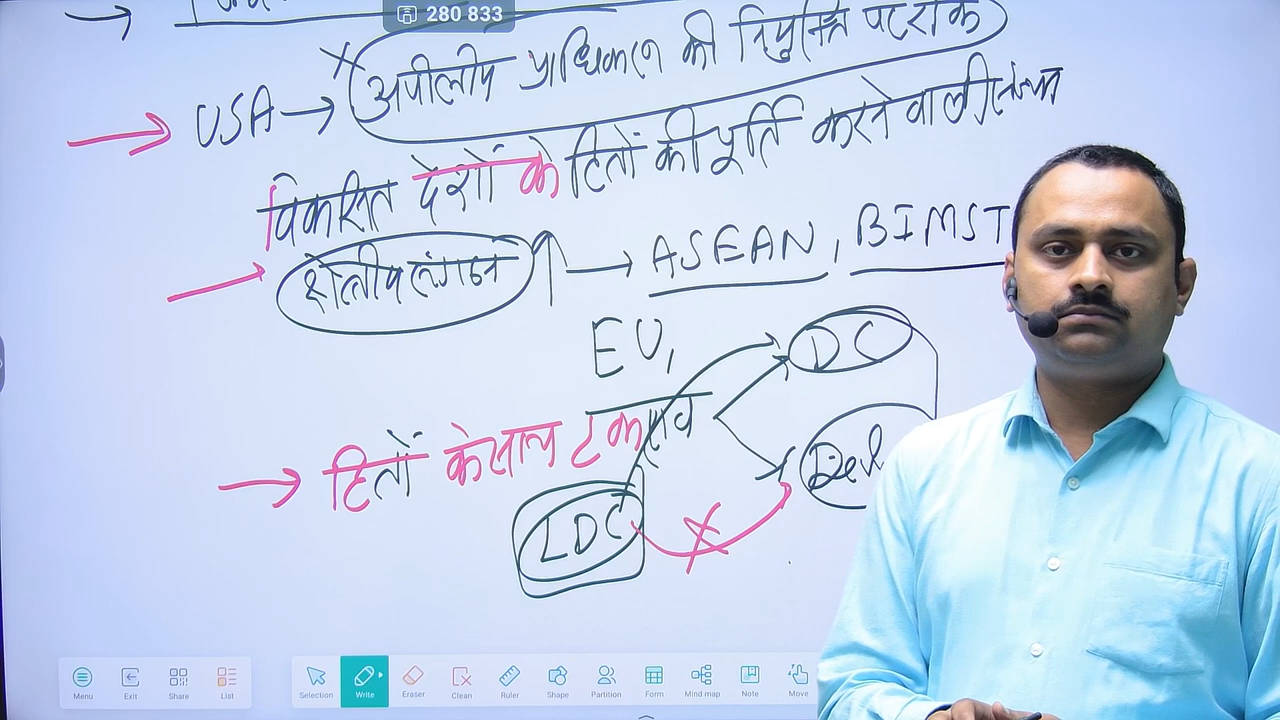 280 833
USA → अपीलीय प्राधिकरण की नियुक्ति पर रोक
विकसित देशों के हितों की पूर्ति करने वाली संस्था
क्षेत्रीय संगठन ↑ → ASEAN, BIMST
EU,
DC
हितों के साथ टकराव
LDC
Menu Exit Share List Selection Write Eraser Clean Ruler Shape Partition Form Mind map Note Move